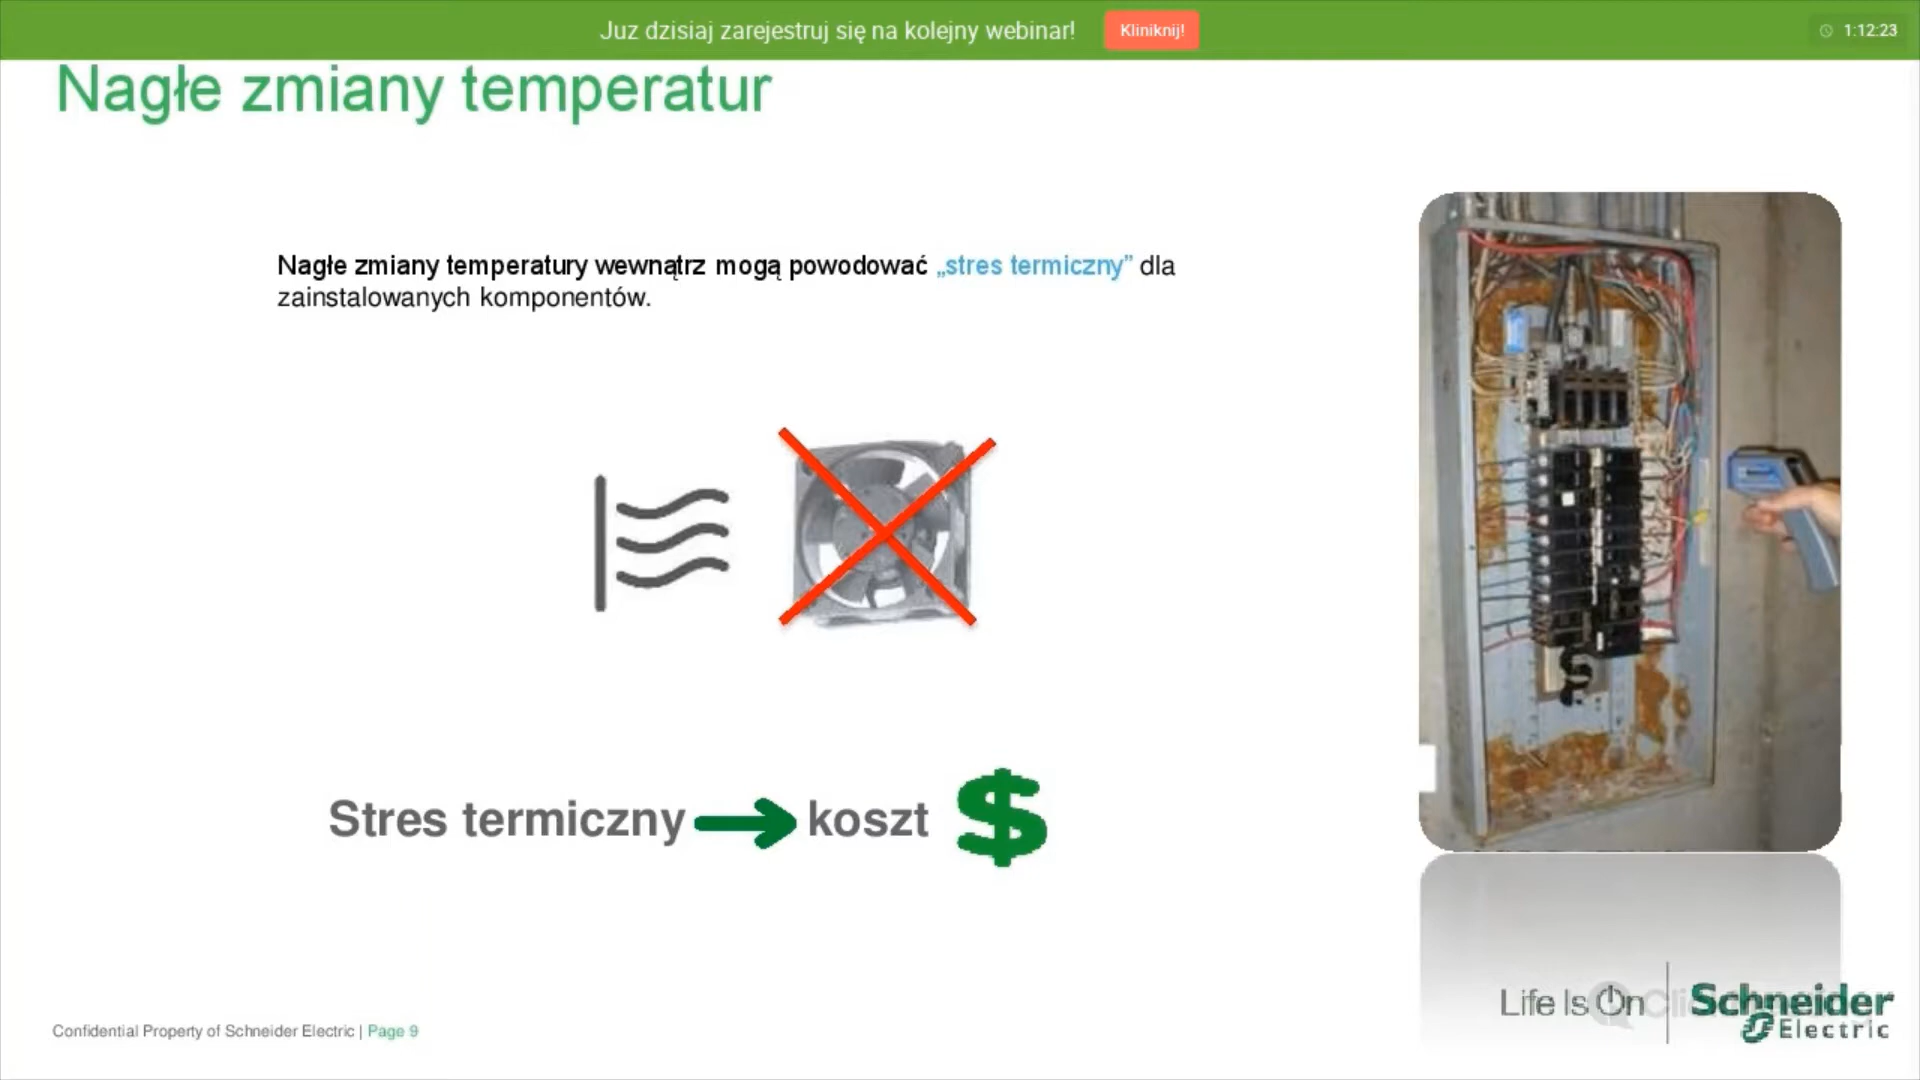 Juz dzisiaj zarejestruj się na kolejny webinar!
Kliniknij!
1:12:23
Nagłe zmiany temperatur
Nagłe zmiany temperatury wewnątrz mogą powodować „stres termiczny” dla
zainstalowanych komponentów.
Stres termiczny koszt $
Life Is On
Schneider
Electric
Confidential Property of Schneider Electric | Page 9